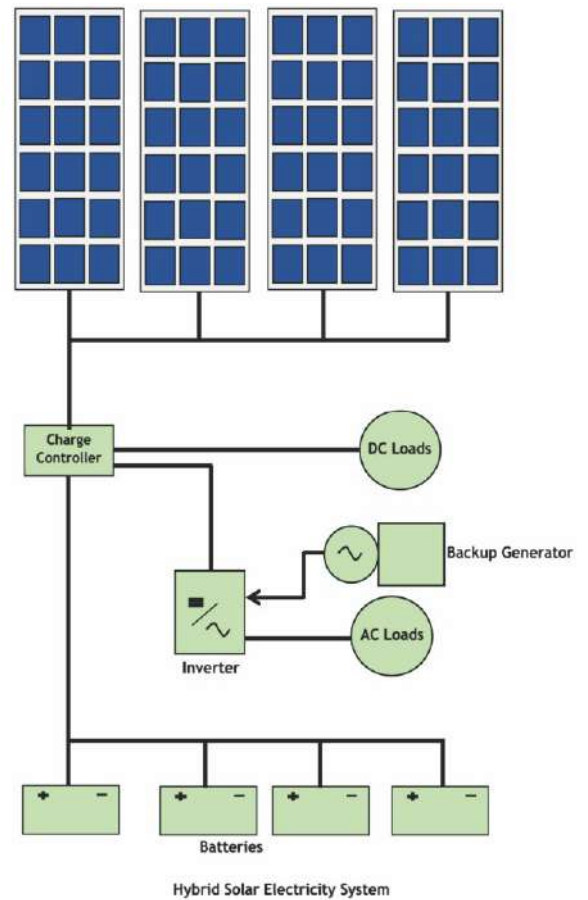 Charge
Controller
DC Loads
Backup Generator
AC Loads
Inverter
+ −
+ −
+ −
+ −
Batteries
Hybrid Solar Electricity System